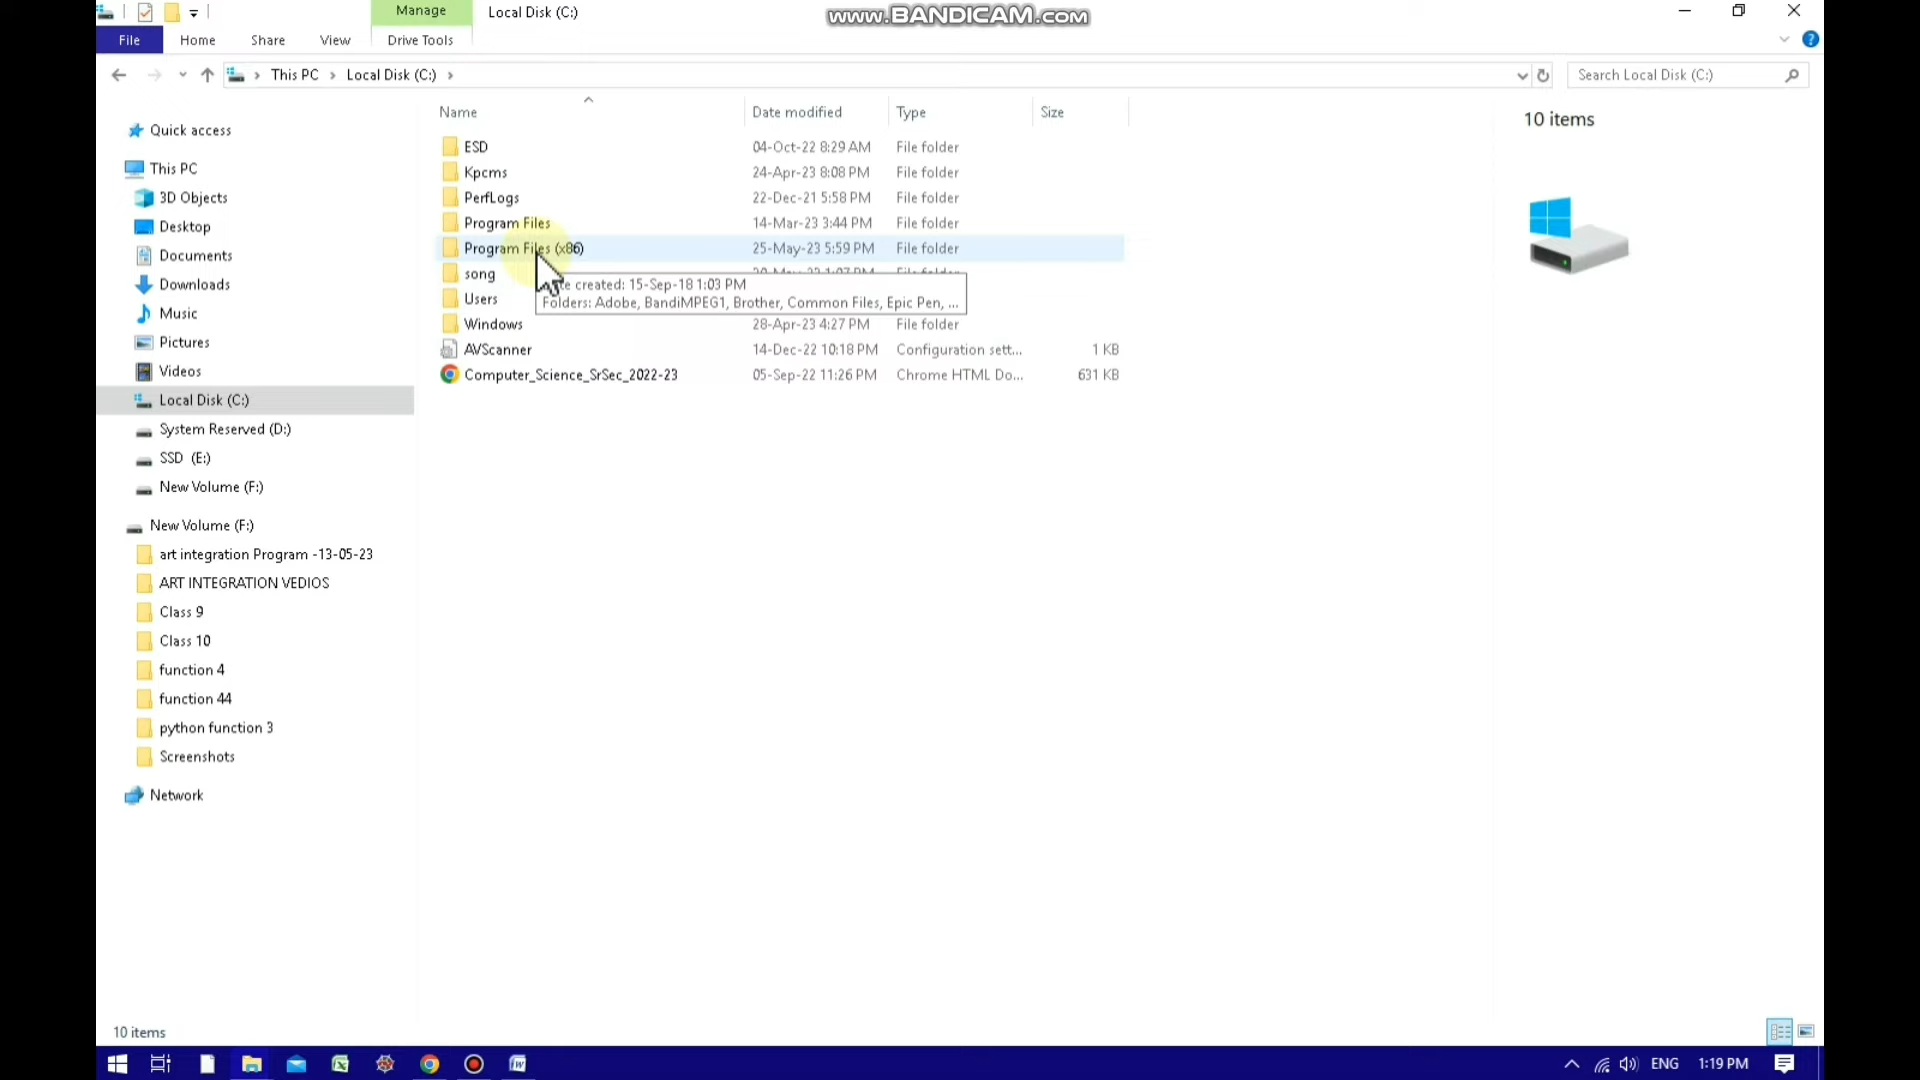 Manage
Local Disk (C:)
www.BANDICAM.com
File
Home
Share
View
Drive Tools
This PC
Local Disk (C:)
Search Local Disk (C:)
Name
Date modified
Type
Size
10 items
ESD
04-Oct-22 8:29 AM
File folder
Kpcms
24-Apr-23 8:08 PM
File folder
PerfLogs
22-Dec-21 5:58 PM
File folder
Program Files
14-Mar-23 3:44 PM
File folder
Program Files (x86)
25-May-23 5:59 PM
File folder
song
created: 15-Sep-18 1:03 PM
Folders: Adobe, BandiMPEG1, Brother, Common Files, Epic Pen, ...
Users
Windows
28-Apr-23 4:27 PM
File folder
AVScanner
14-Dec-22 10:18 PM
Configuration sett...
1 KB
Computer_Science_SrSec_2022-23
05-Sep-22 11:26 PM
Chrome HTML Do...
631 KB
Quick access
This PC
3D Objects
Desktop
Documents
Downloads
Music
Pictures
Videos
Local Disk (C:)
System Reserved (D:)
SSD (E:)
New Volume (F:)
New Volume (F:)
art integration Program -13-05-23
ART INTEGRATION VEDIOS
Class 9
Class 10
function 4
function 44
python function 3
Screenshots
Network
10 items
ENG
1:19 PM